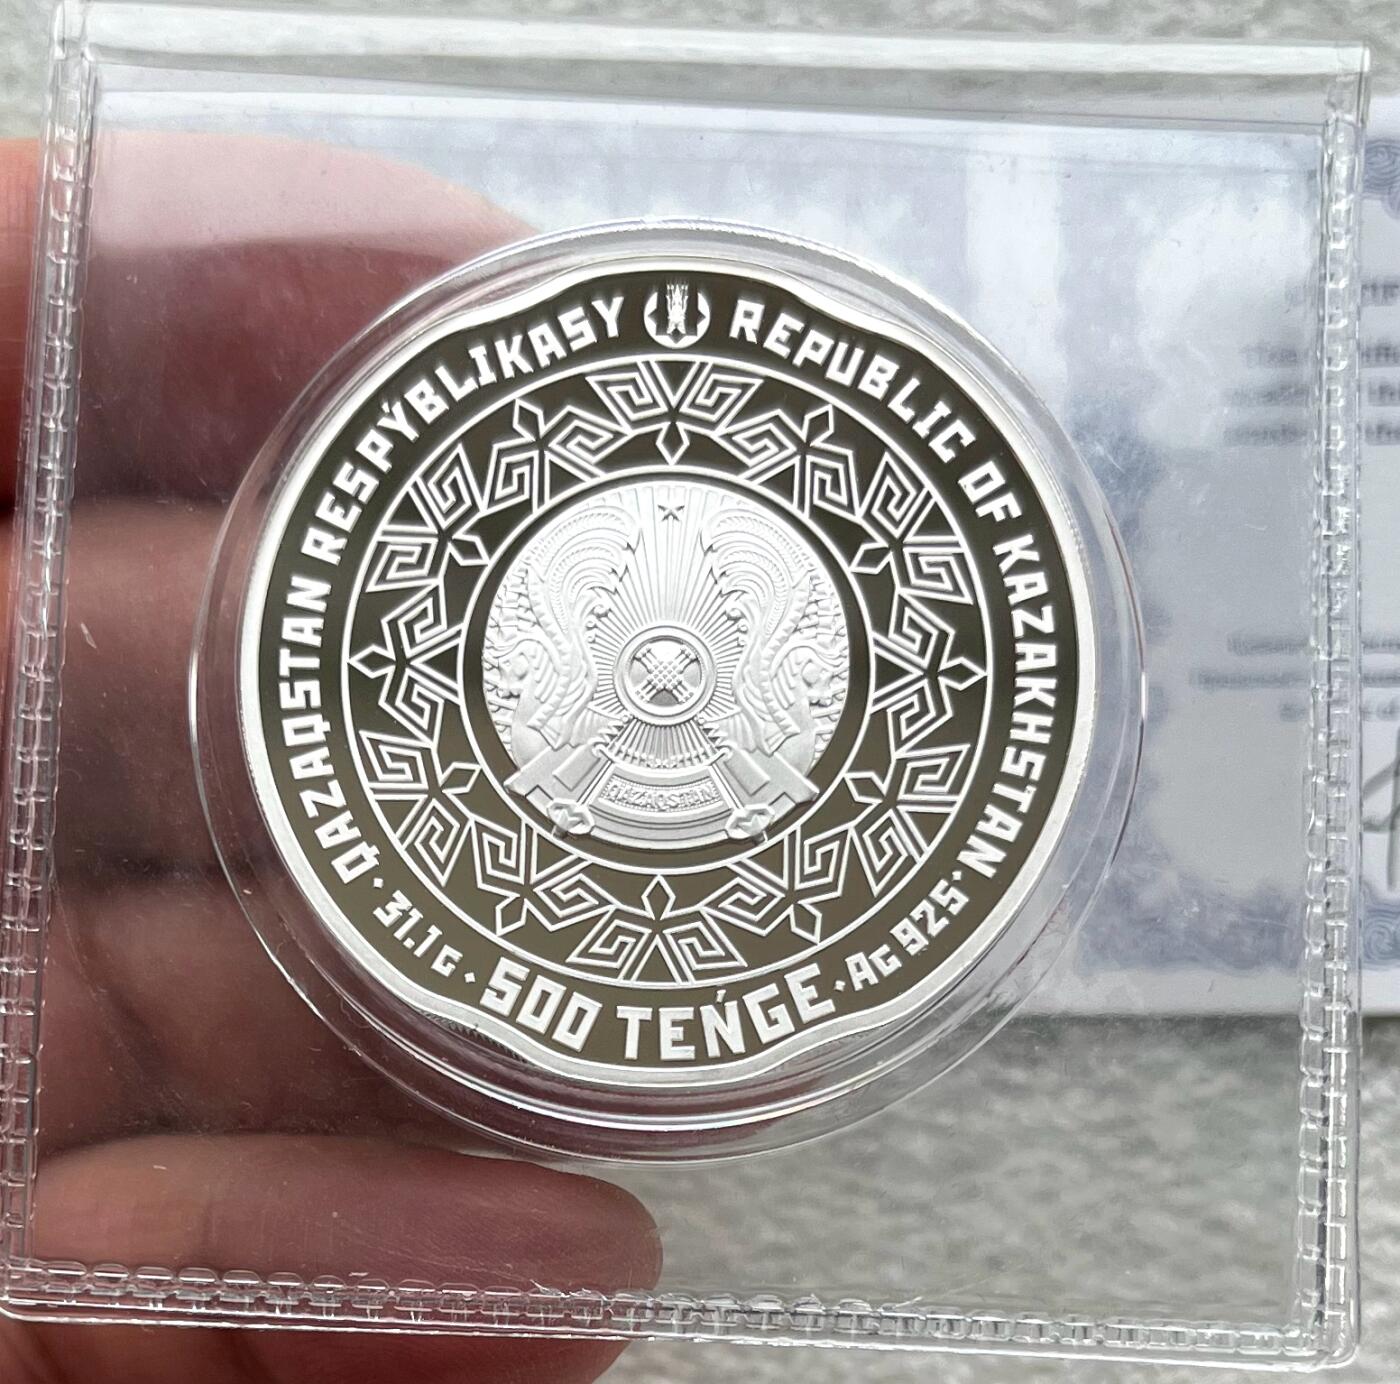 QAZAQSTAN RESPÝBLIKASY
REPUBLIC OF KAZAKHSTAN
QAZAQSTAN
· 31.1 G ·
500 TEŃGE
· AG 925 ·